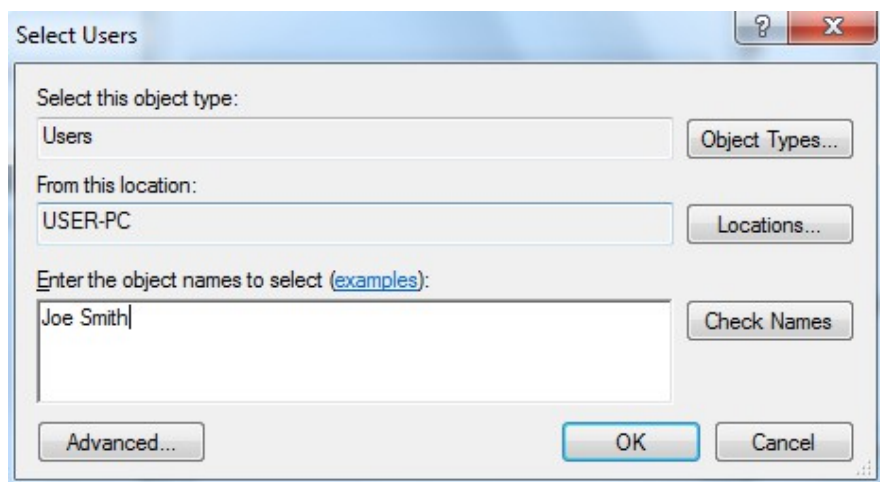 Select Users
Select this object type:
Users
Object Types...
From this location:
USER-PC
Locations...
Enter the object names to select (examples):
Joe Smith
Check Names
Advanced...
OK
Cancel